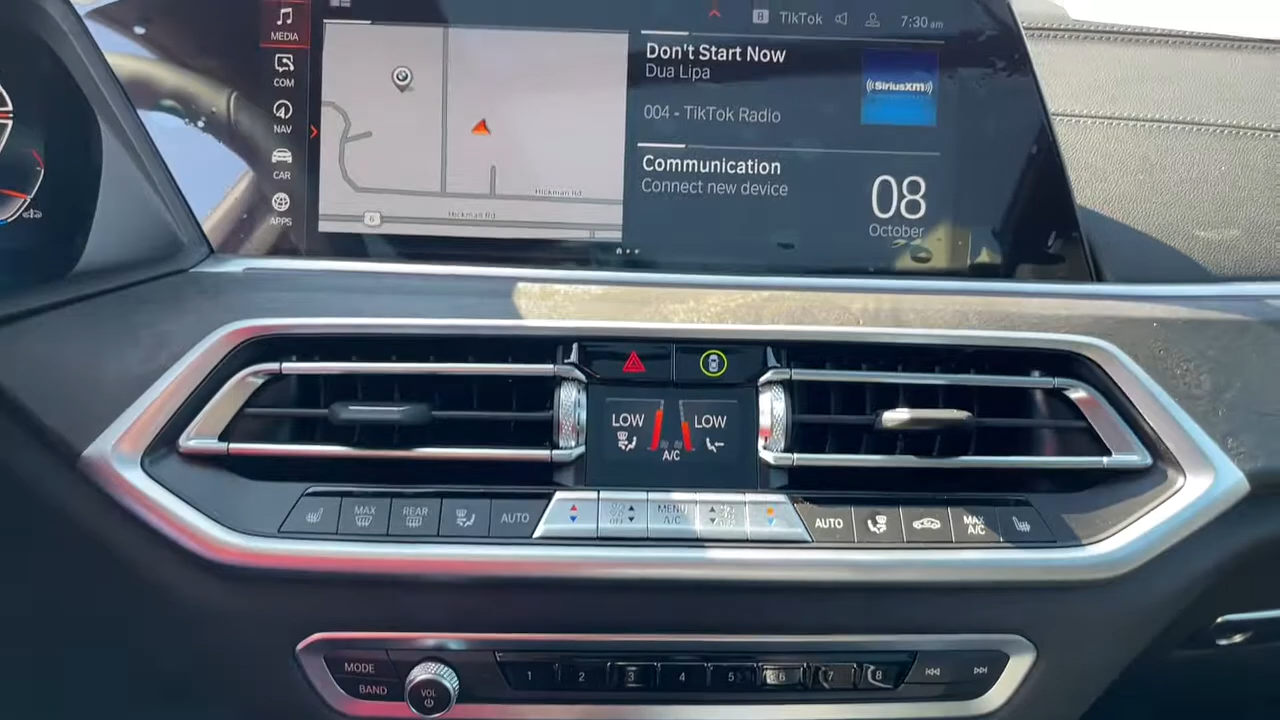 MEDIA
COM
NAV
CAR
APPS
8 TikTok 7:30 am
Don't Start Now
Dua Lipa
SiriusXM
004 - TikTok Radio
Communication
Connect new device
08
October
Hickman Rd
6 Hickman Rd
LOW LOW
A/C
MAX
REAR
AUTO
OFF
MENU
A/C
AUTO
MAX
A/C
MODE
BAND
VOL
1 2 3 4 5 6 7 8